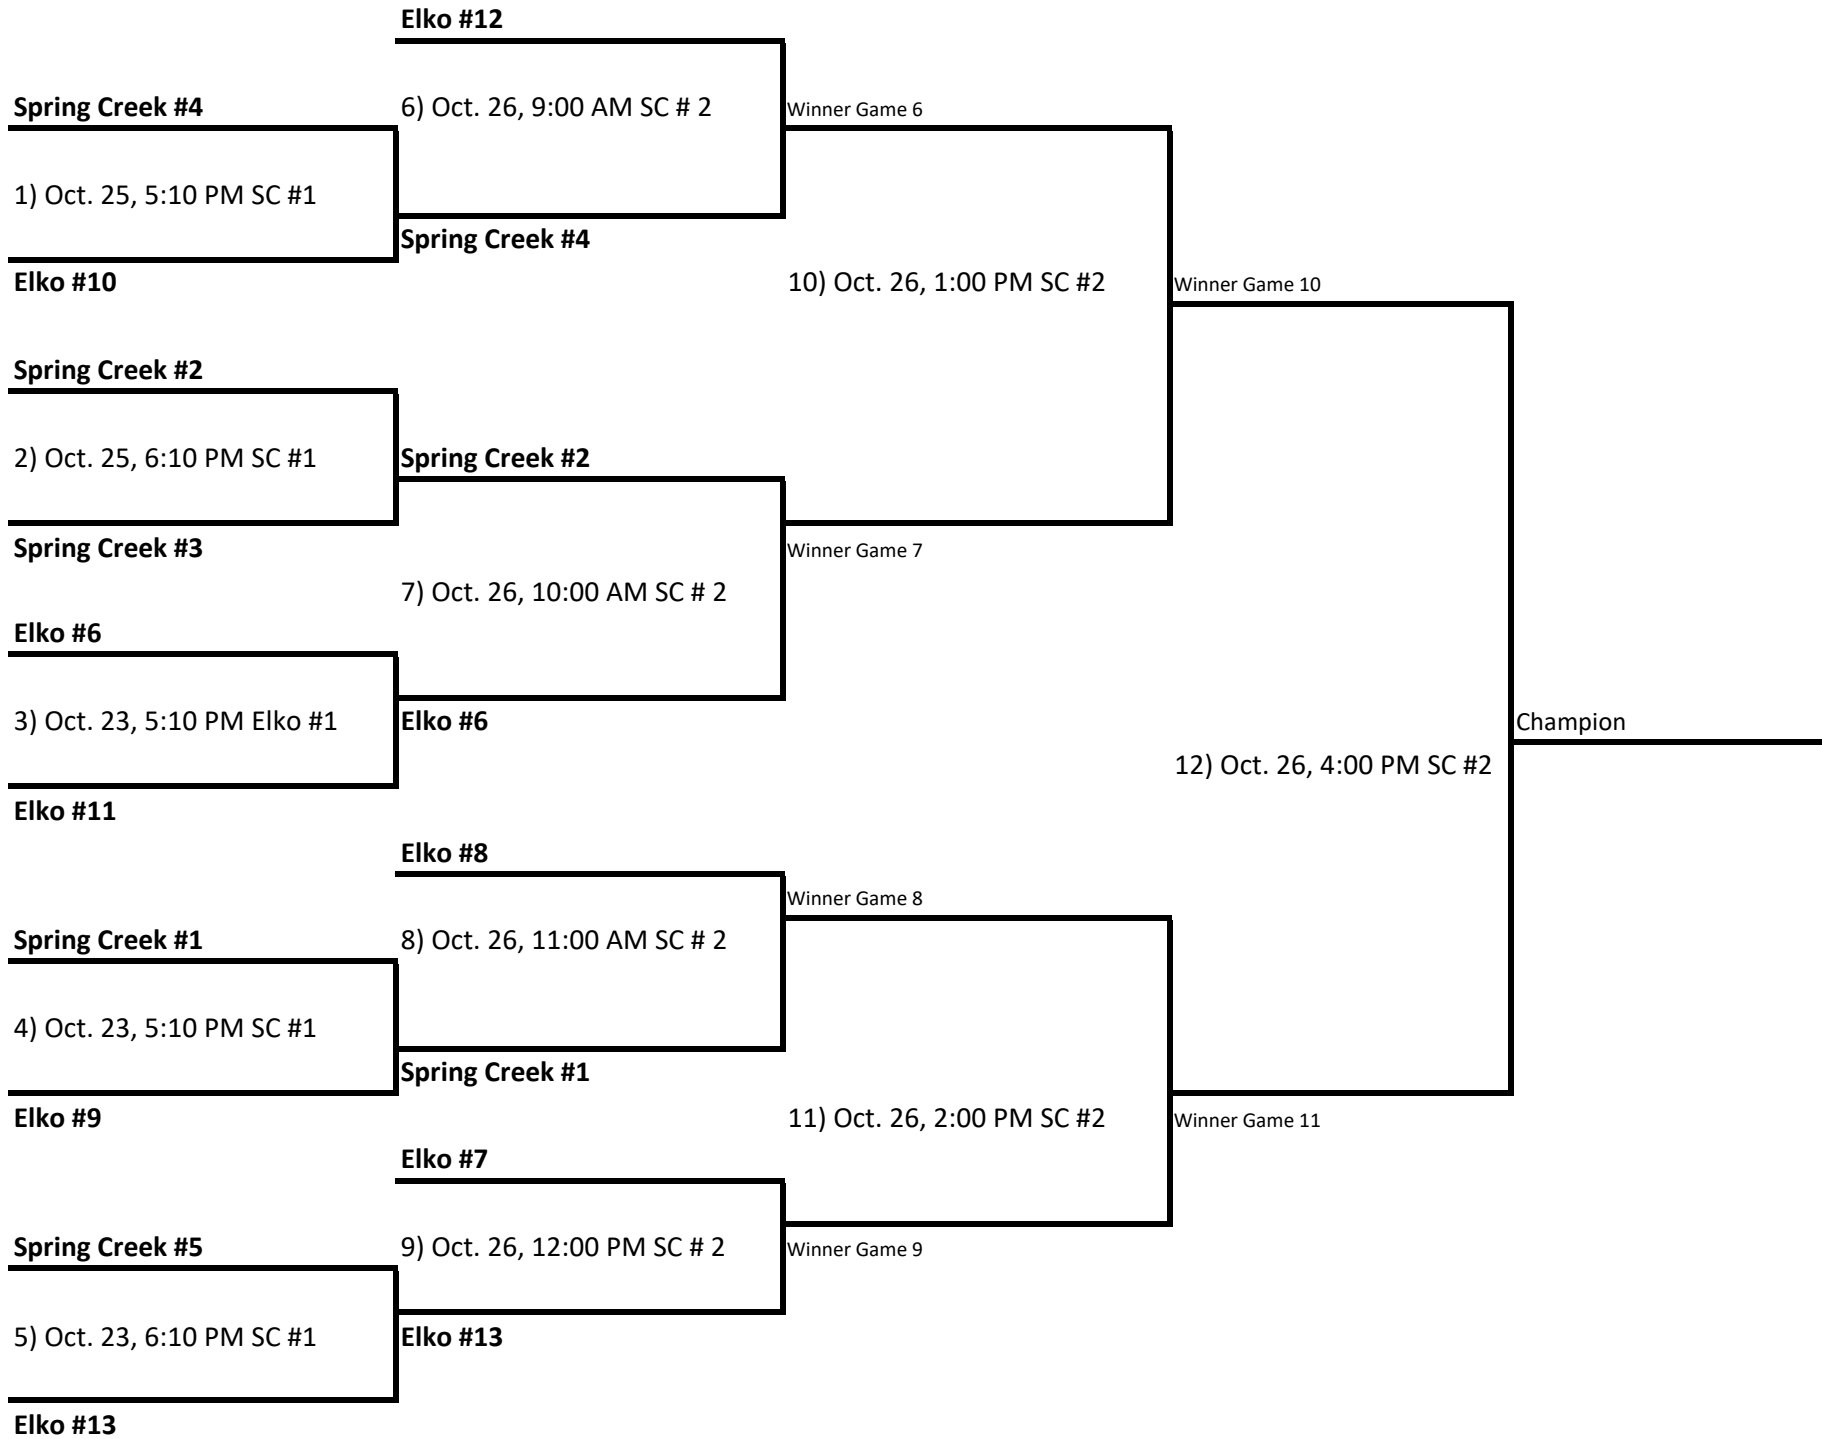 Elko #12
Spring Creek #4
6) Oct. 26, 9:00 AM SC # 2
Winner Game 6
1) Oct. 25, 5:10 PM SC #1
Spring Creek #4
Elko #10
10) Oct. 26, 1:00 PM SC #2
Winner Game 10
Spring Creek #2
2) Oct. 25, 6:10 PM SC #1
Spring Creek #2
Spring Creek #3
Winner Game 7
7) Oct. 26, 10:00 AM SC # 2
Elko #6
3) Oct. 23, 5:10 PM Elko #1
Elko #6
Champion
12) Oct. 26, 4:00 PM SC #2
Elko #11
Elko #8
Winner Game 8
Spring Creek #1
8) Oct. 26, 11:00 AM SC # 2
4) Oct. 23, 5:10 PM SC #1
Spring Creek #1
Elko #9
11) Oct. 26, 2:00 PM SC #2
Winner Game 11
Elko #7
Spring Creek #5
9) Oct. 26, 12:00 PM SC # 2
Winner Game 9
5) Oct. 23, 6:10 PM SC #1
Elko #13
Elko #13